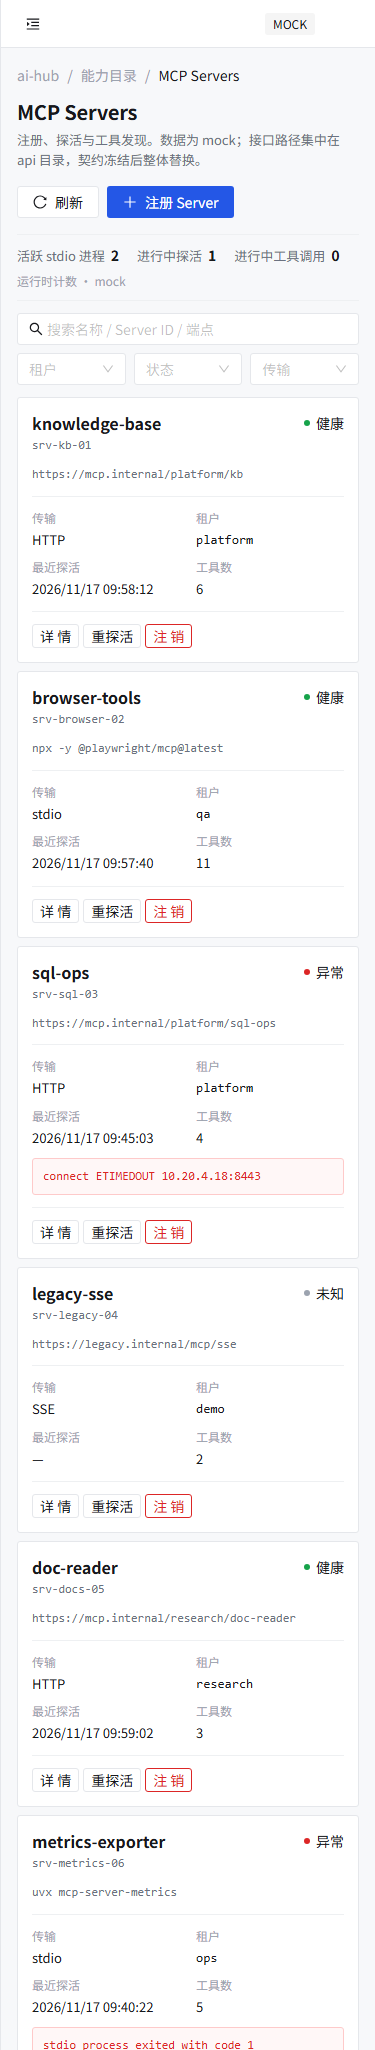 MOCK
ai-hub / 能力目录 / MCP Servers
MCP Servers
注册、探活与工具发现。数据为 mock；接口路径集中在
api 目录，契约冻结后整体替换。
刷新 注册 Server
活跃 stdio 进程 2 进行中探活 1 进行中工具调用 0
运行时计数 · mock
搜索名称 / Server ID / 端点
租户 状态 传输
knowledge-base 健康
srv-kb-01
https://mcp.internal/platform/kb
传输 租户
HTTP platform
最近探活 工具数
2026/11/17 09:58:12 6
详 情 重探活 注 销
browser-tools 健康
srv-browser-02
npx -y @playwright/mcp@latest
传输 租户
stdio qa
最近探活 工具数
2026/11/17 09:57:40 11
详 情 重探活 注 销
sql-ops 异常
srv-sql-03
https://mcp.internal/platform/sql-ops
传输 租户
HTTP platform
最近探活 工具数
2026/11/17 09:45:03 4
connect ETIMEDOUT 10.20.4.18:8443
详 情 重探活 注 销
legacy-sse 未知
srv-legacy-04
https://legacy.internal/mcp/sse
传输 租户
SSE demo
最近探活 工具数
— 2
详 情 重探活 注 销
doc-reader 健康
srv-docs-05
https://mcp.internal/research/doc-reader
传输 租户
HTTP research
最近探活 工具数
2026/11/17 09:59:02 3
详 情 重探活 注 销
metrics-exporter 异常
srv-metrics-06
uvx mcp-server-metrics
传输 租户
stdio ops
最近探活 工具数
2026/11/17 09:40:22 5
stdio process exited with code 1